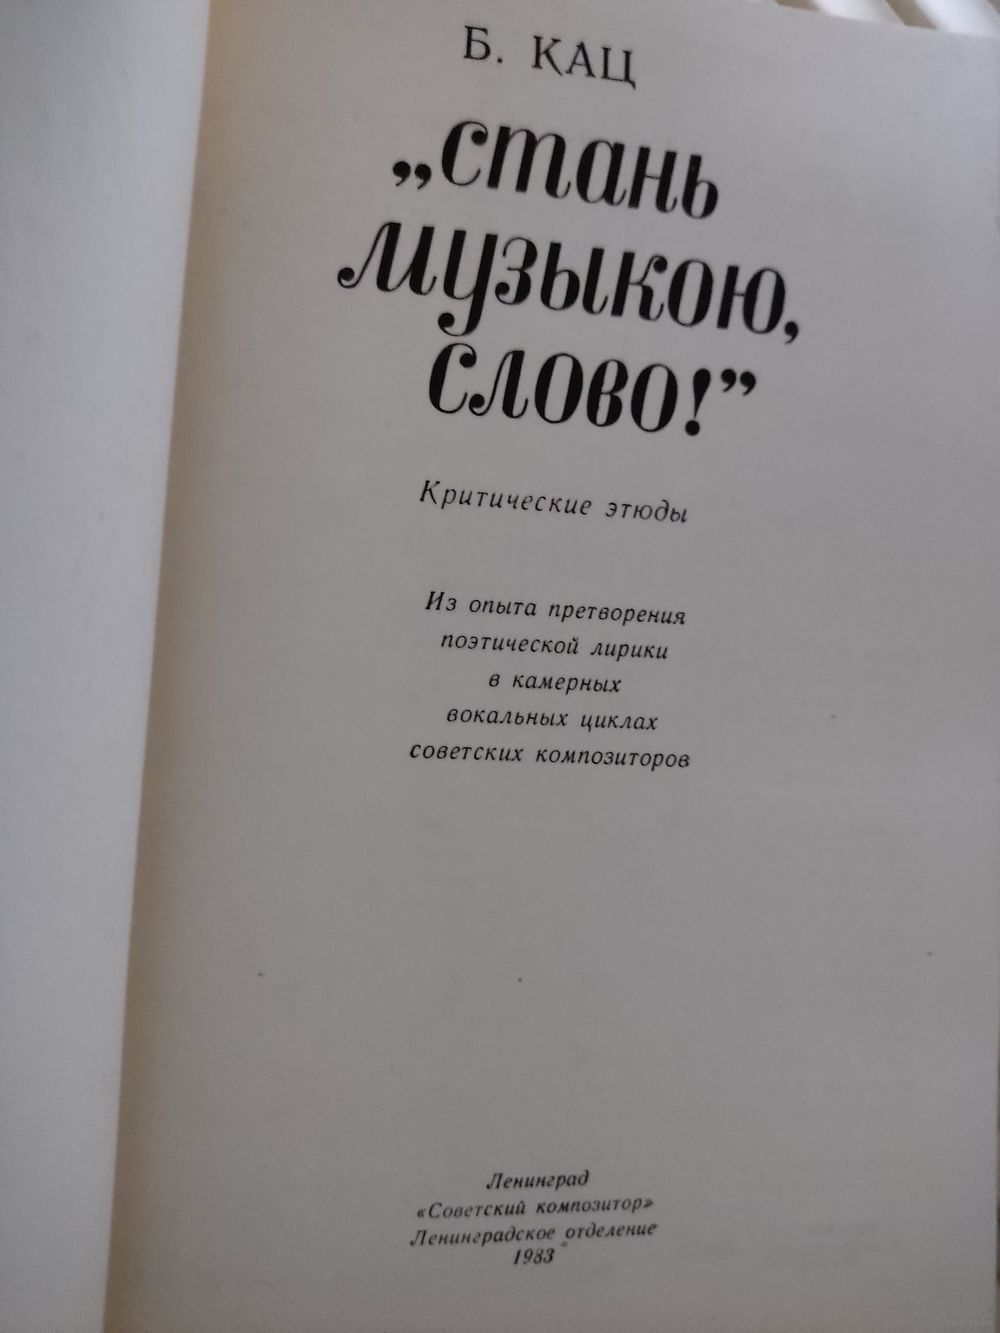 Б. КАЦ
„стань
музыкою,
слово!”
Критические этюды
Из опыта претворения
поэтической лирики
в камерных
вокальных циклах
советских композиторов
Ленинград
«Советский композитор»
Ленинградское отделение
1983